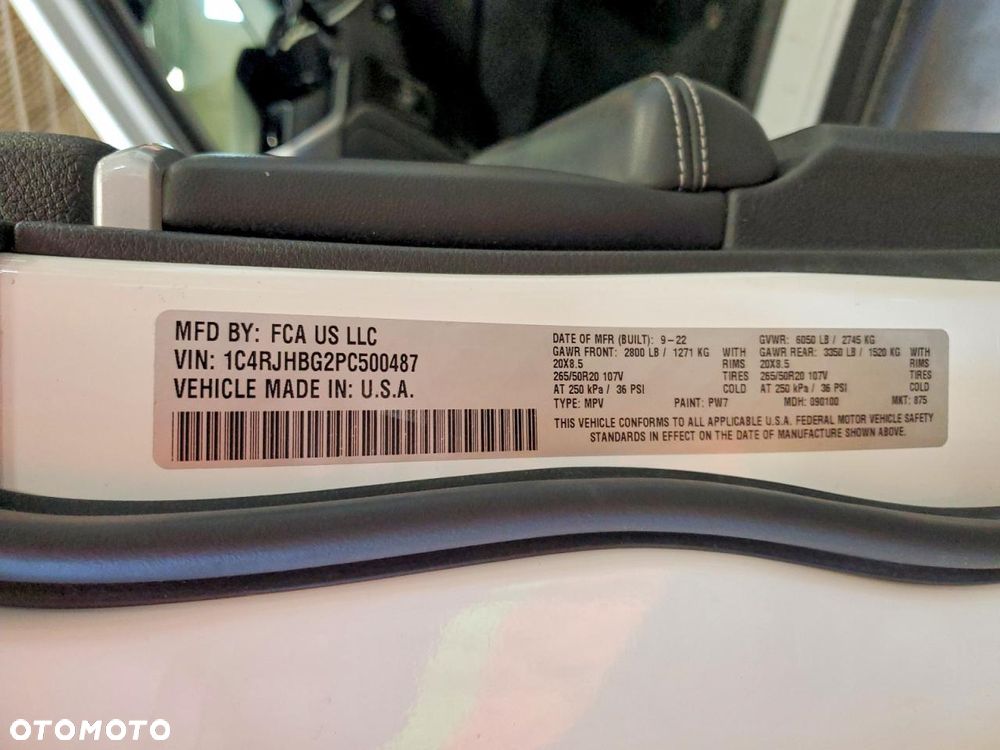 MFD BY: FCA US LLC
VIN: 1C4RJHBG2PC500487
VEHICLE MADE IN: U.S.A.
DATE OF MFR (BUILT): 9-22 GVWR: 6050 LB / 2745 KG
GAWR FRONT: 2800 LB / 1271 KG WITH GAWR REAR: 3350 LB / 1520 KG WITH
20X8.5 RIMS 20X8.5 RIMS
265/50R20 107V TIRES 265/50R20 107V TIRES
AT 250 kPa / 36 PSI COLD AT 250 kPa / 36 PSI COLD
TYPE: MPV PAINT: PW7 MDH: 090100 MKT: 875
THIS VEHICLE CONFORMS TO ALL APPLICABLE U.S.A. FEDERAL MOTOR VEHICLE SAFETY
STANDARDS IN EFFECT ON THE DATE OF MANUFACTURE SHOWN ABOVE.
OTOMOTO